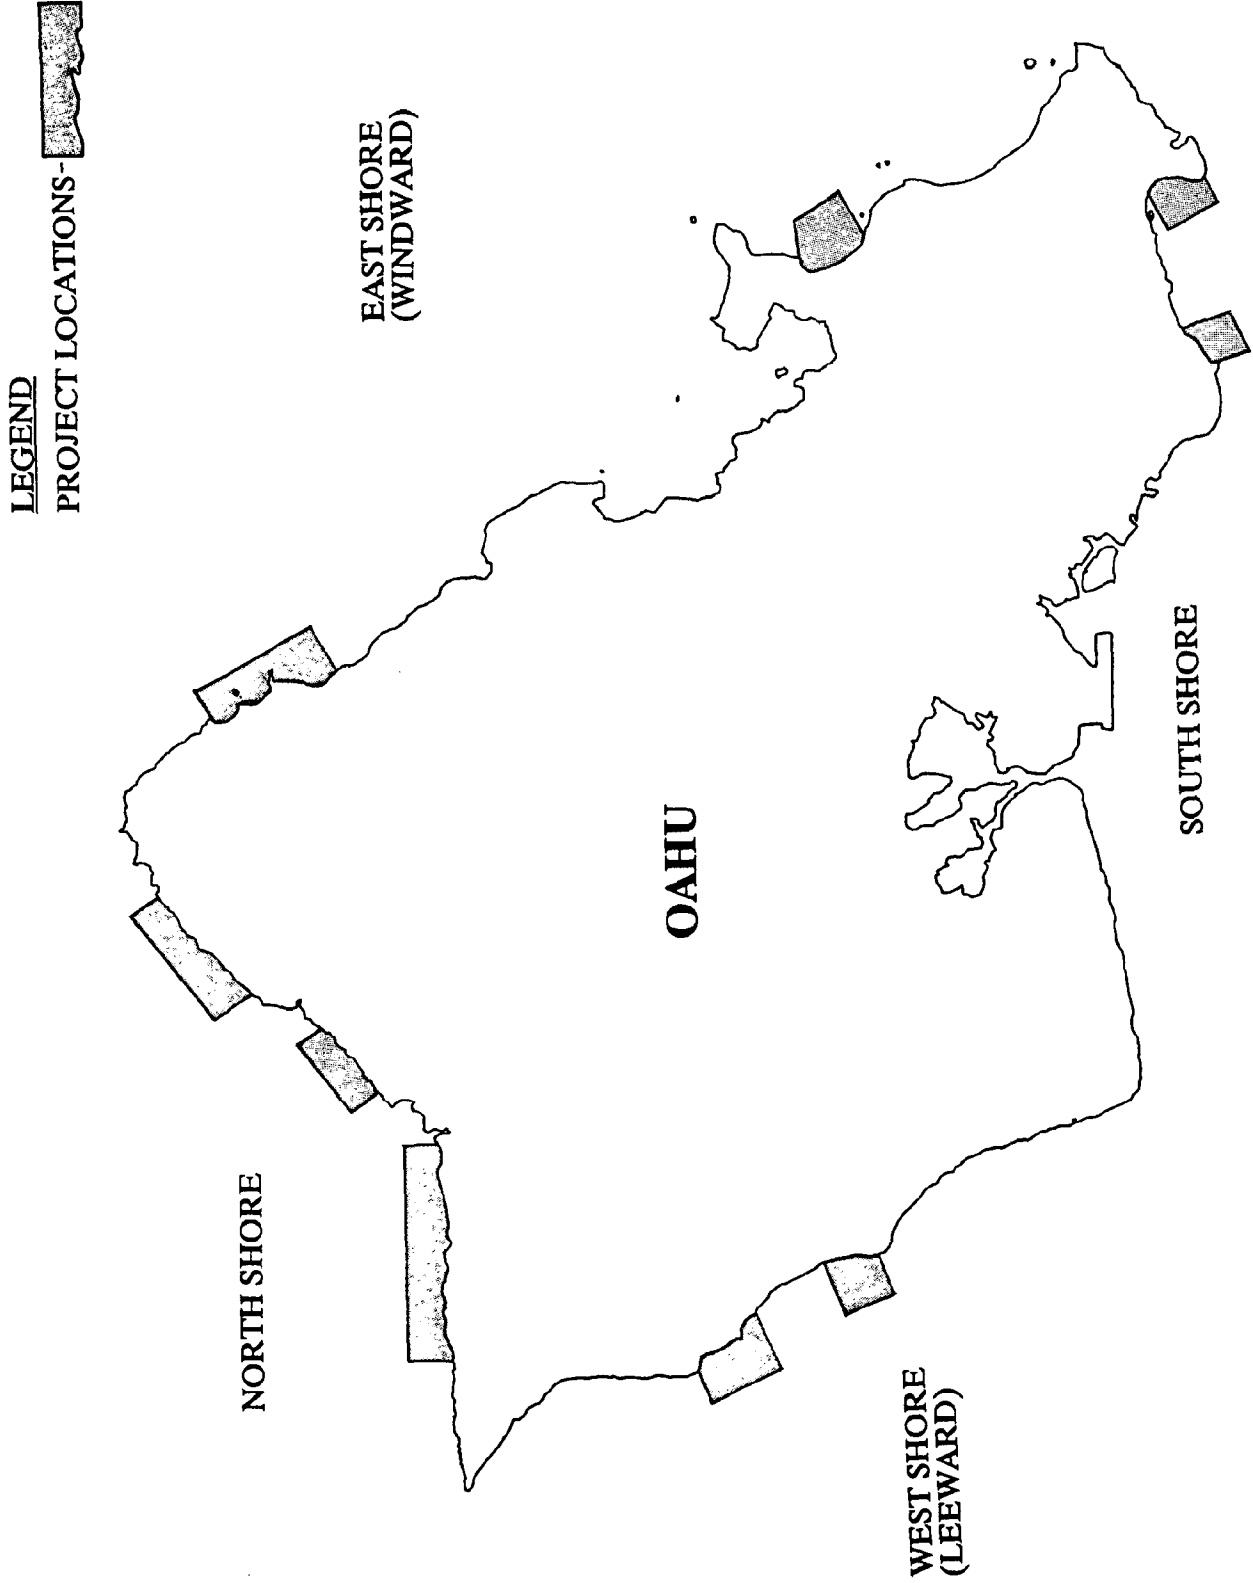 LEGEND
PROJECT LOCATIONS-
EAST SHORE
(WINDWARD)
NORTH SHORE
OAHU
SOUTH SHORE
WEST SHORE
(LEEWARD)